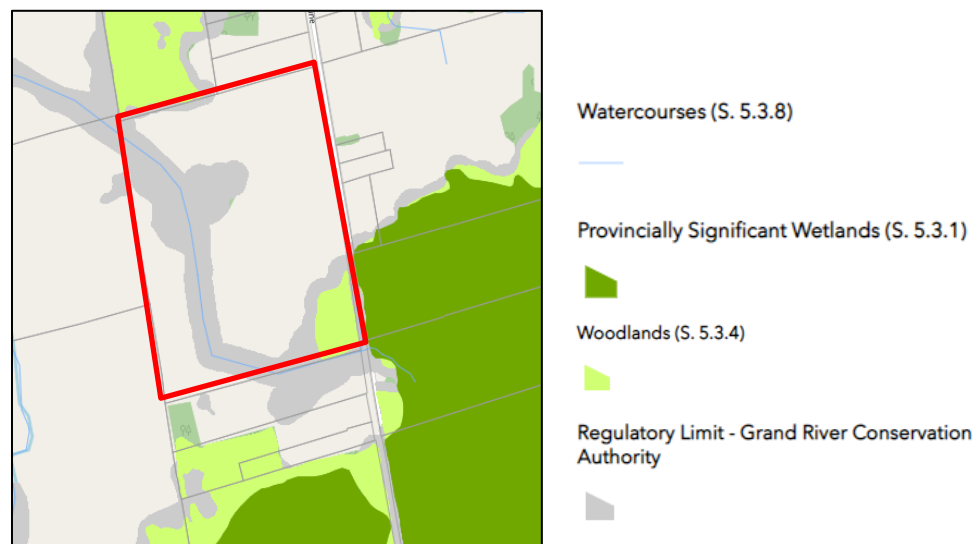 Watercourses (S. 5.3.8)
Provincially Significant Wetlands (S. 5.3.1)
Woodlands (S. 5.3.4)
Regulatory Limit - Grand River Conservation
Authority